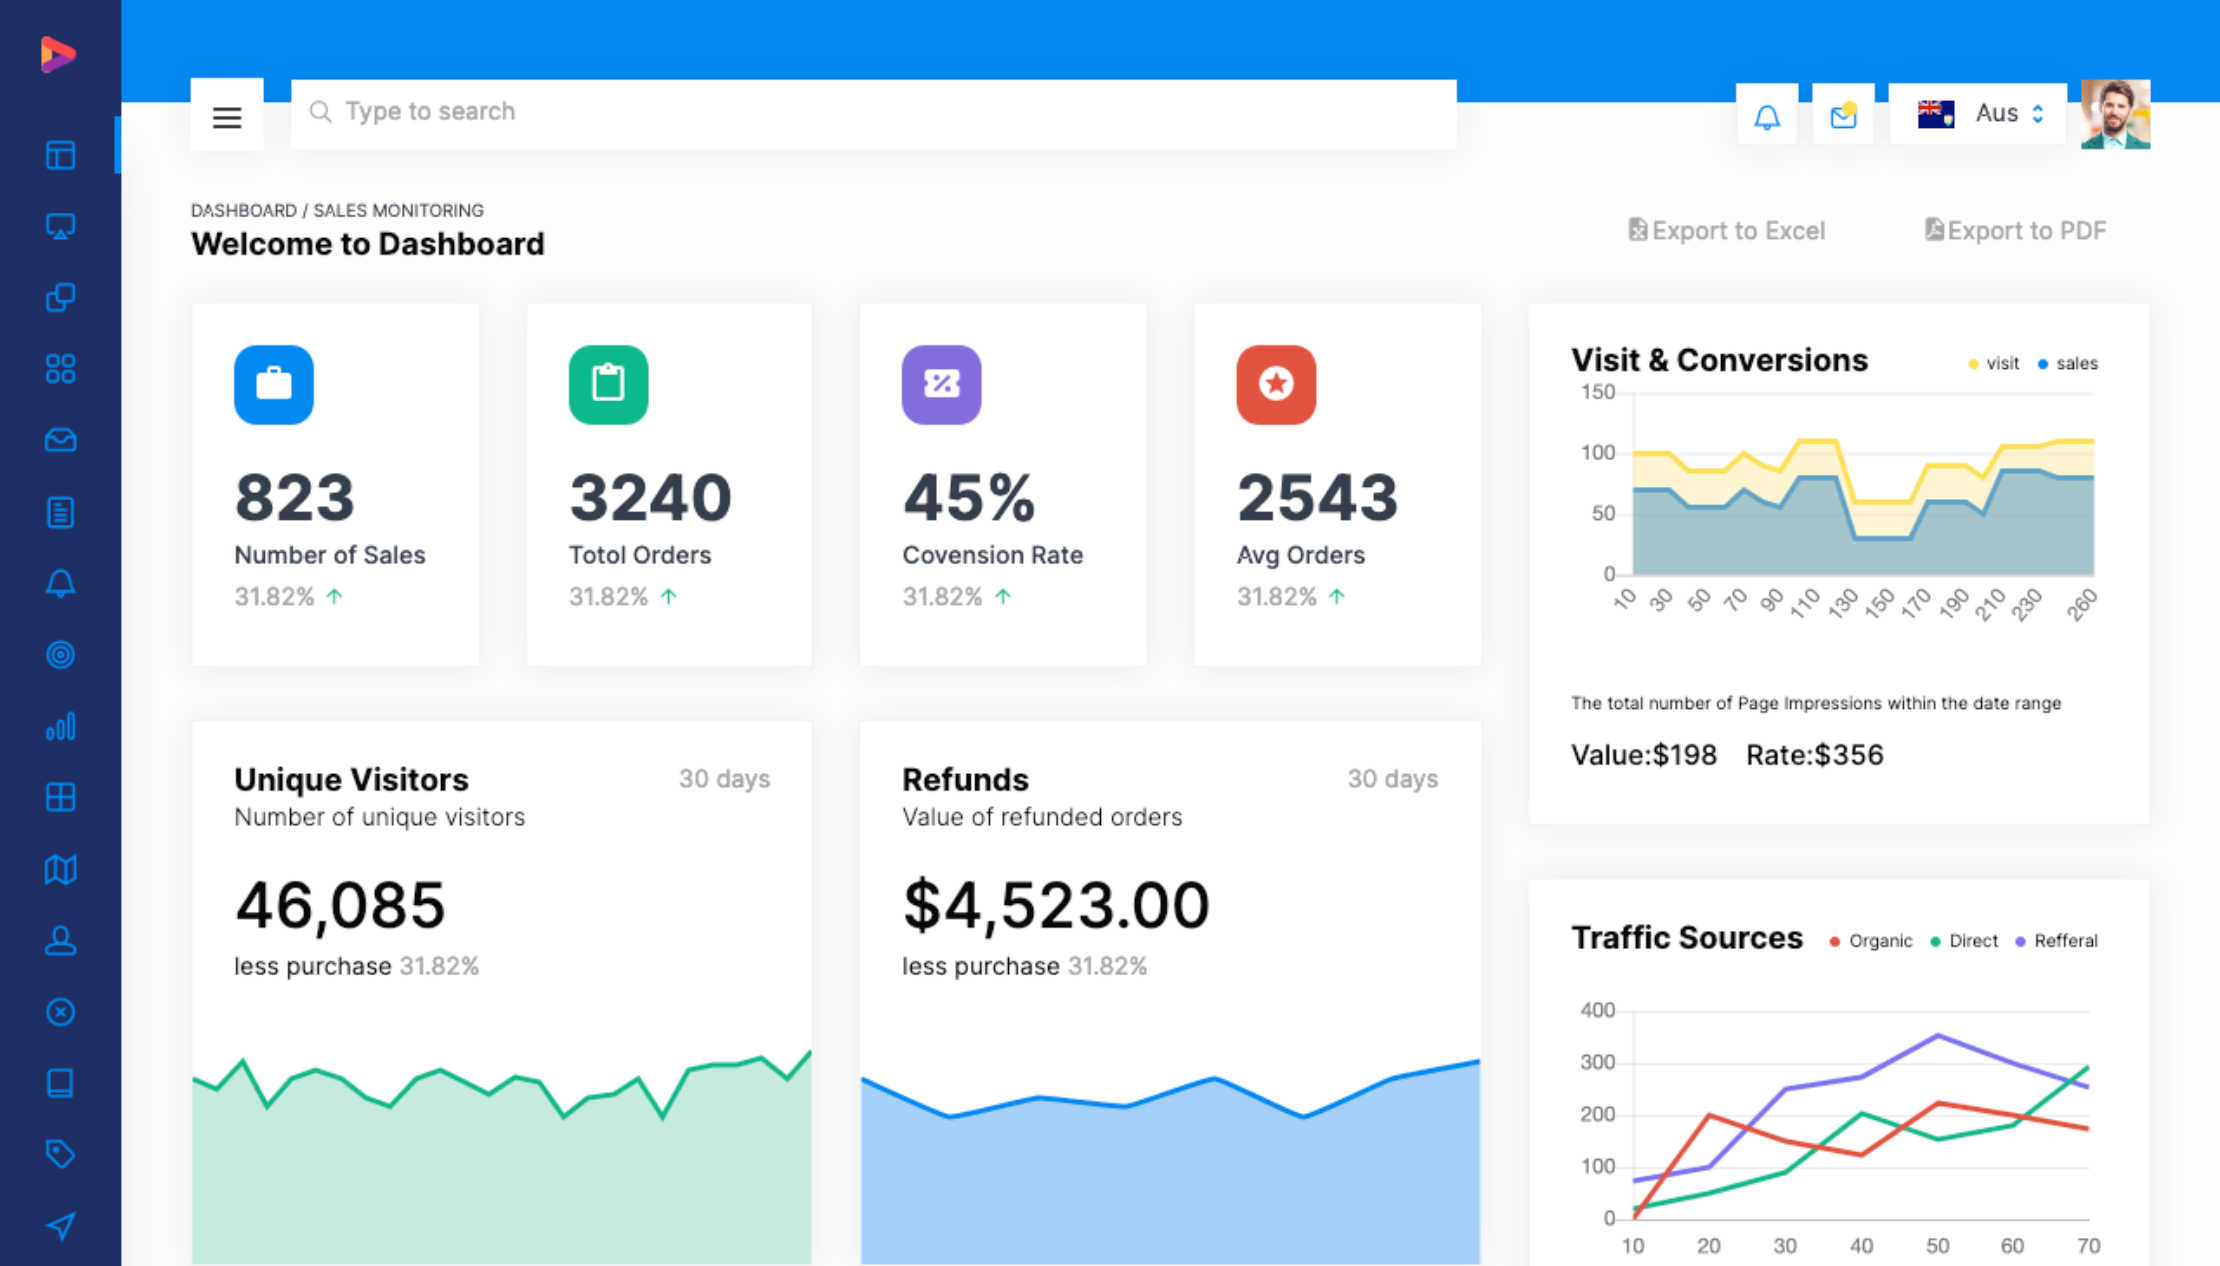 Type to search
Aus
DASHBOARD / SALES MONITORING
Welcome to Dashboard
Export to Excel
Export to PDF
823
Number of Sales
31.82%
3240
Totol Orders
31.82%
45%
Covension Rate
31.82%
2543
Avg Orders
31.82%
Visit & Conversions
visit sales
150
100
50
0
10 30 50 70 90 110 130 150 170 190 210 230 260
The total number of Page Impressions within the date range
Value:$198 Rate:$356
Unique Visitors
30 days
Number of unique visitors
46,085
less purchase 31.82%
Refunds
30 days
Value of refunded orders
$4,523.00
less purchase 31.82%
Traffic Sources
Organic Direct Refferal
400
300
200
100
0
10 20 30 40 50 60 70